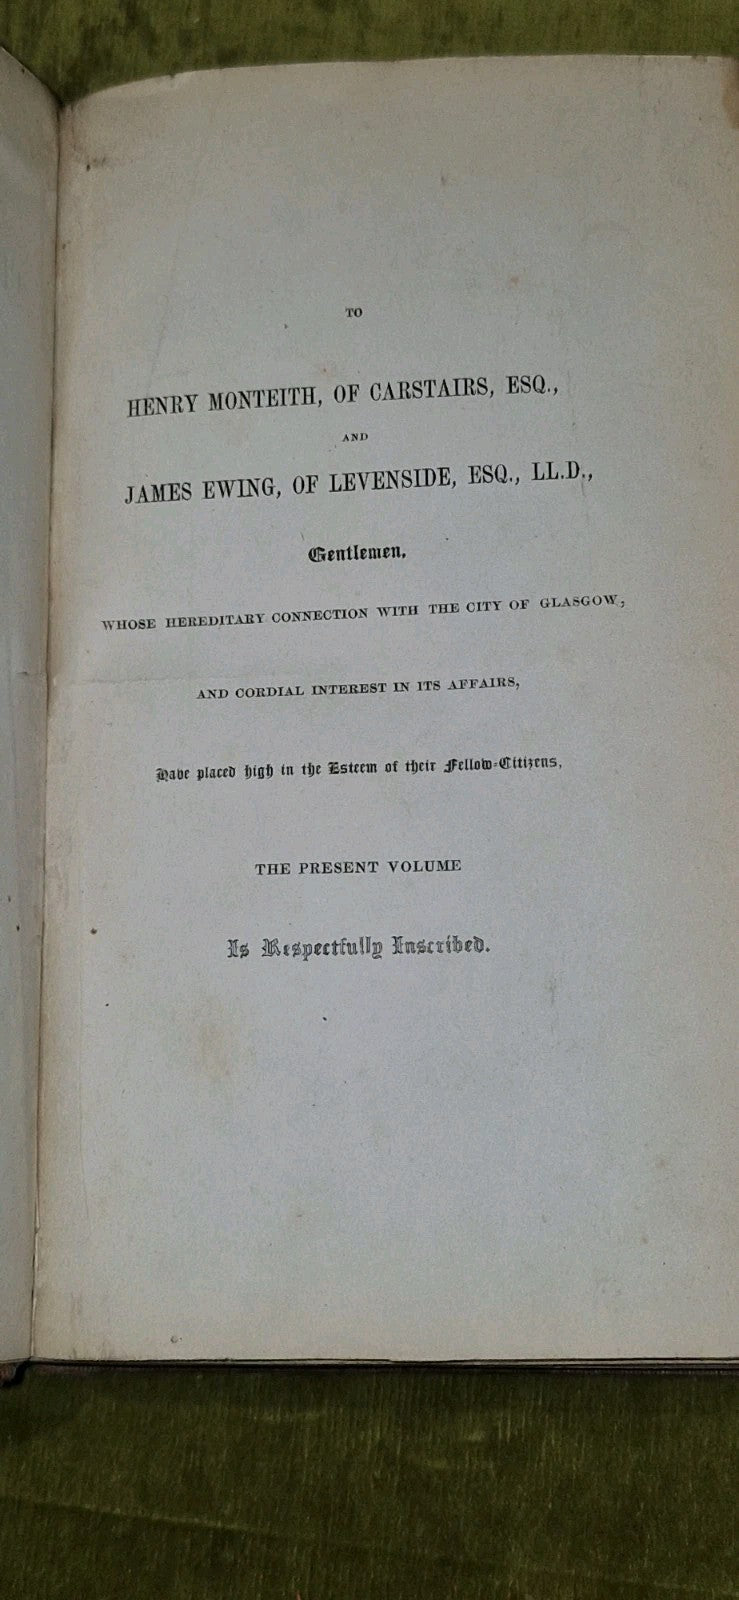 TO
HENRY MONTEITH, OF CARSTAIRS, ESQ.,
AND
JAMES EWING, OF LEVENSIDE, ESQ., LL.D.,
Gentlemen,
WHOSE HEREDITARY CONNECTION WITH THE CITY OF GLASGOW,
AND CORDIAL INTEREST IN ITS AFFAIRS,
Have placed high in the Esteem of their Fellow-Citizens,
THE PRESENT VOLUME
Is Respectfully Inscribed.